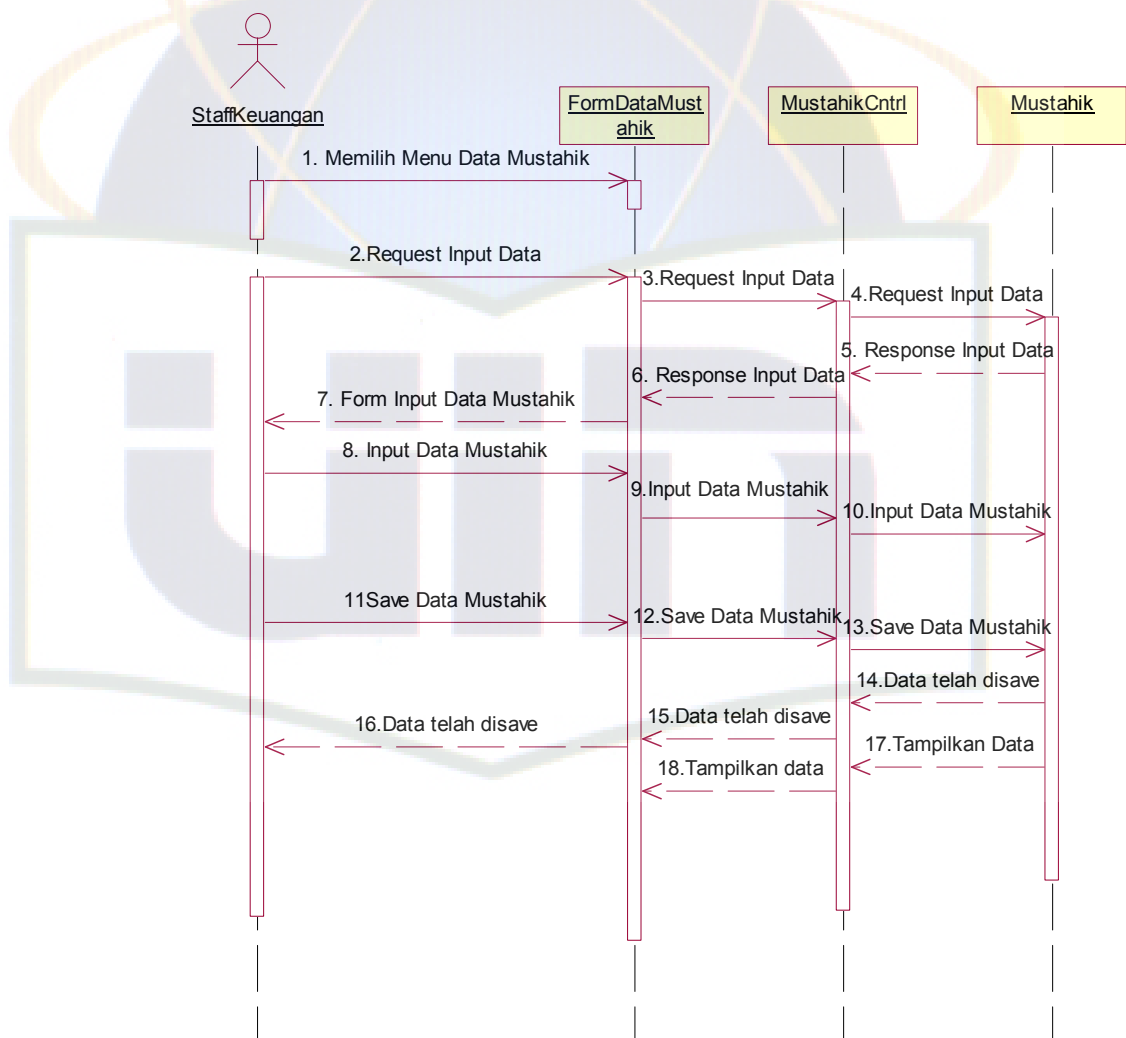 StaffKeuangan
FormDataMust
ahik
MustahikCntrl
Mustahik
1. Memilih Menu Data Mustahik
2.Request Input Data
3.Request Input Data
4.Request Input Data
5. Response Input Data
6. Response Input Data
7. Form Input Data Mustahik
8. Input Data Mustahik
9.Input Data Mustahik
10.Input Data Mustahik
11Save Data Mustahik
12.Save Data Mustahik
13.Save Data Mustahik
14.Data telah disave
15.Data telah disave
16.Data telah disave
17.Tampilkan Data
18.Tampilkan data
uin